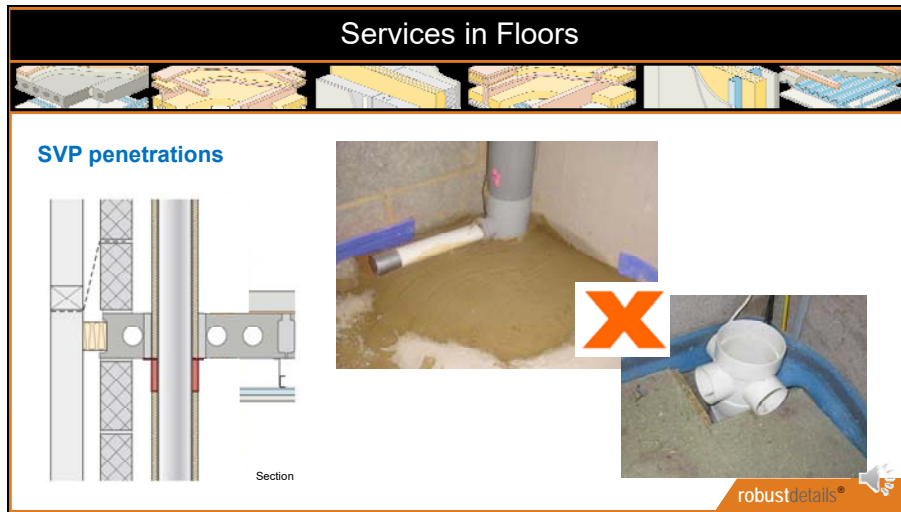 Services in Floors
SVP penetrations
Section
robustdetails®